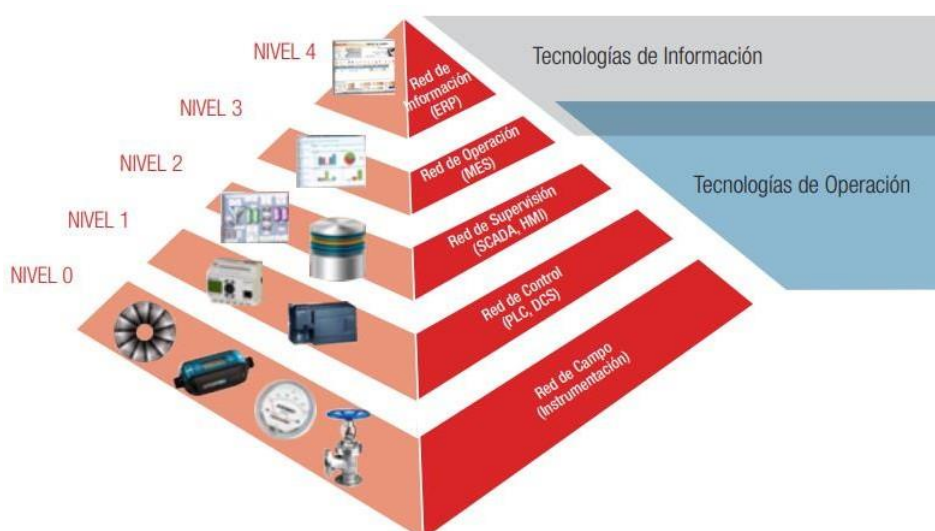 NIVEL 4
Red de
Información
(ERP)
Tecnologías de Información
NIVEL 3
Red de Operación
(MES)
Tecnologías de Operación
NIVEL 2
Red de Supervisión
(SCADA, HMI)
NIVEL 1
Red de Control
(PLC, DCS)
NIVEL 0
Red de Campo
(Instrumentación)